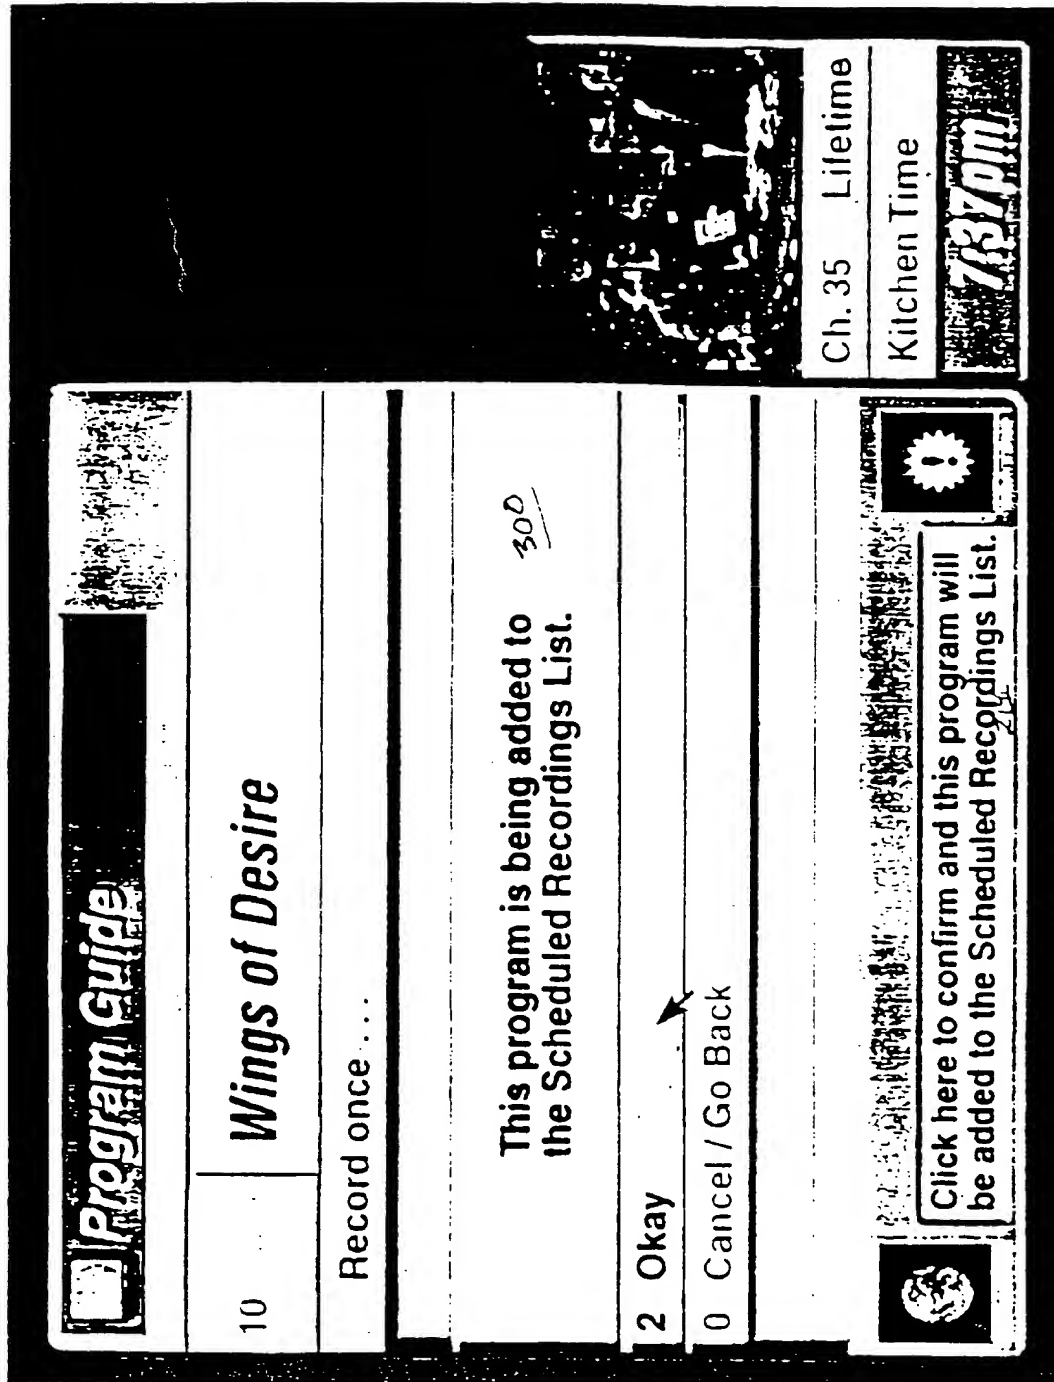 Program Guide
10
Wings of Desire
Record once ...
This program is being added to
the Scheduled Recordings List.
300
2 Okay
0 Cancel / Go Back
Click here to confirm and this program will
be added to the Scheduled Recordings List.
!
Ch. 35 Lifetime
Kitchen Time
7:37pm